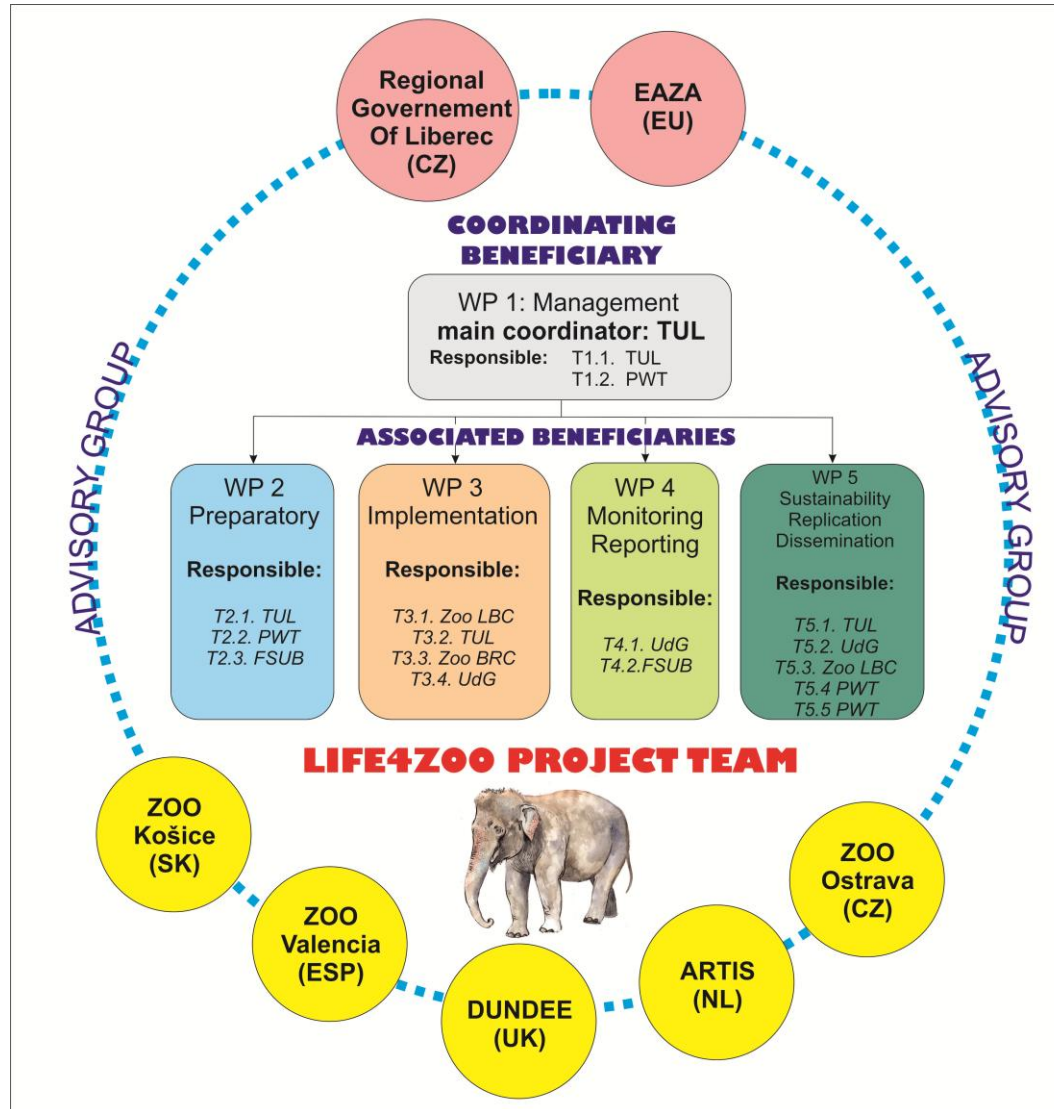 Regional
Governement
Of Liberec
(CZ)
EAZA
(EU)
COORDINATING
BENEFICIARY
WP 1: Management
main coordinator: TUL
Responsible: T1.1. TUL
T1.2. PWT
ADVISORY GROUP
ADVISORY GROUP
ASSOCIATED BENEFICIARIES
WP 2
Preparatory
Responsible:
T2.1. TUL
T2.2. PWT
T2.3. FSUB
WP 3
Implementation
Responsible:
T3.1. Zoo LBC
T3.2. TUL
T3.3. Zoo BRC
T3.4. UdG
WP 4
Monitoring
Reporting
Responsible:
T4.1. UdG
T4.2.FSUB
WP 5
Sustainability
Replication
Dissemination
Responsible:
T5.1. TUL
T5.2. UdG
T5.3. Zoo LBC
T5.4 PWT
T5.5 PWT
LIFE4ZOO PROJECT TEAM
ZOO
Košice
(SK)
ZOO
Valencia
(ESP)
DUNDEE
(UK)
ARTIS
(NL)
ZOO
Ostrava
(CZ)